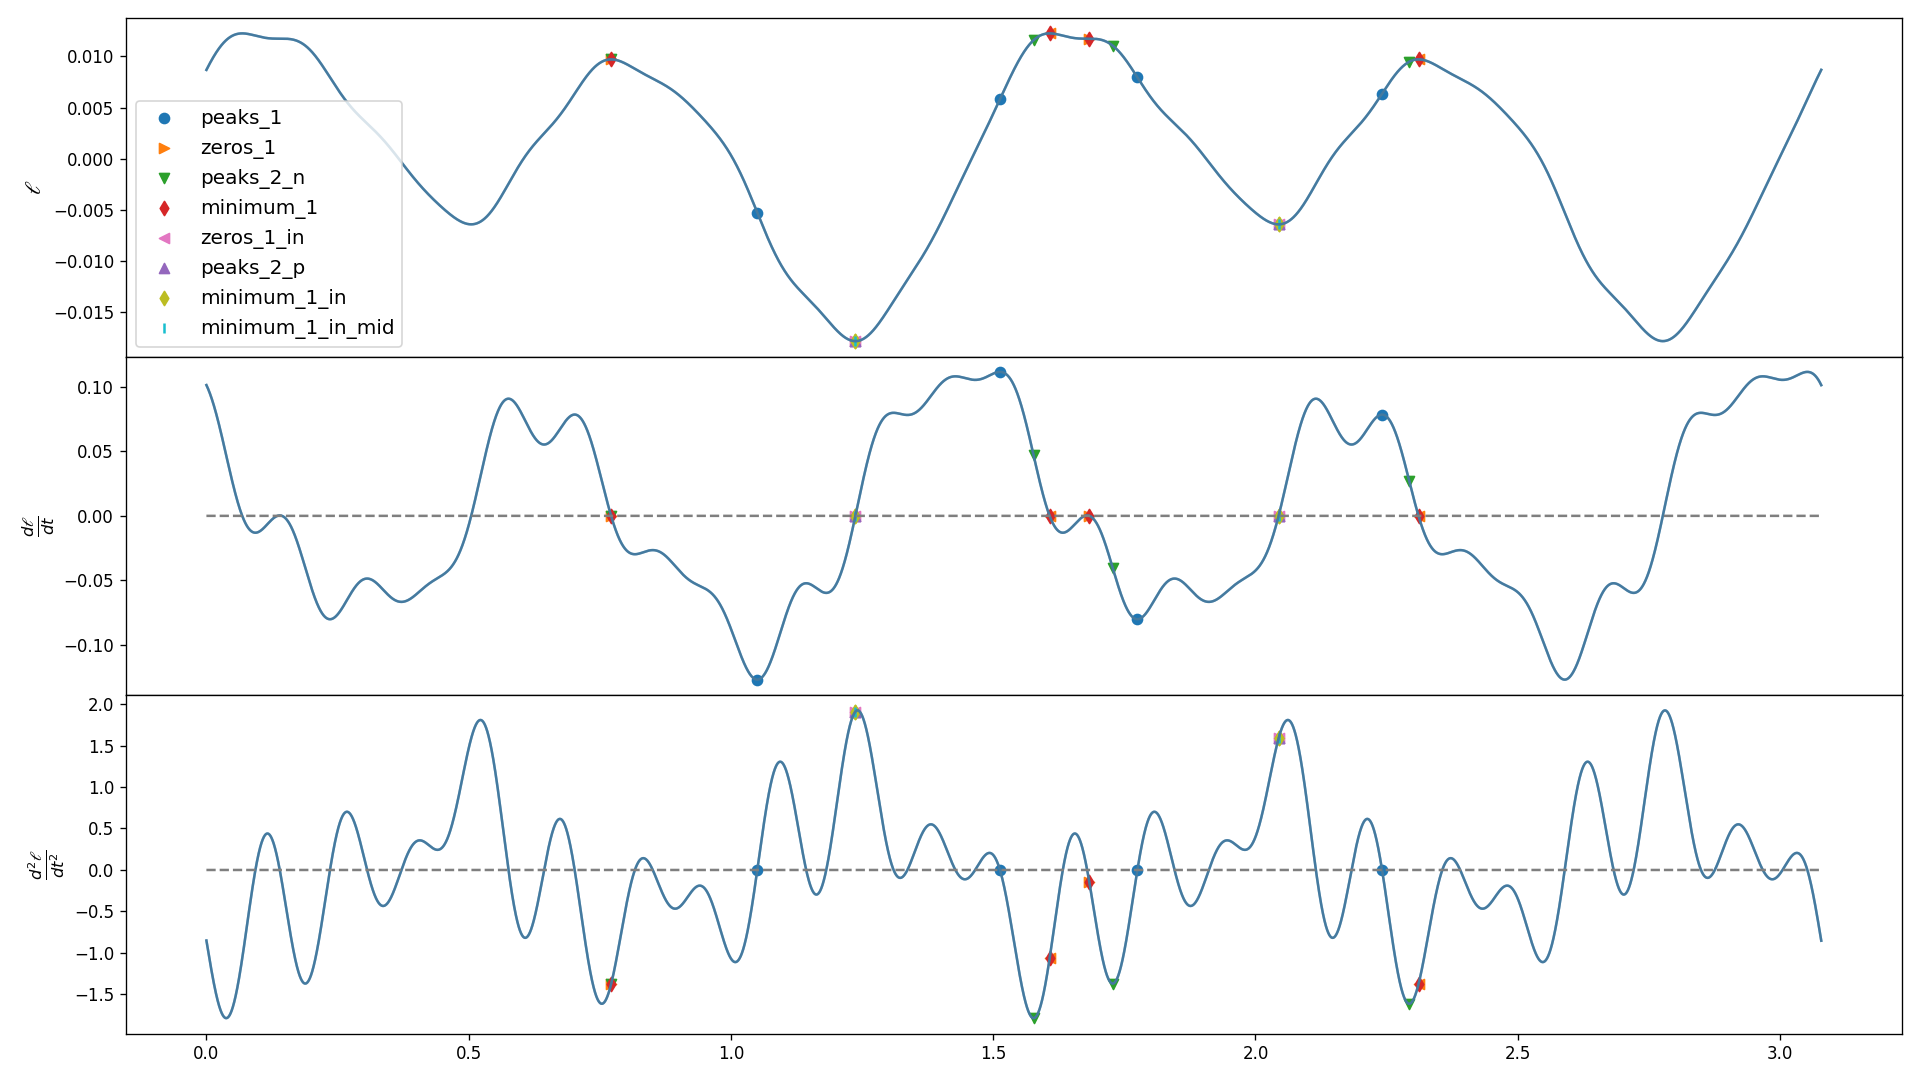 0.010
0.005
0.000
−0.005
−0.010
−0.015
ℓ
peaks_1
zeros_1
peaks_2_n
minimum_1
zeros_1_in
peaks_2_p
minimum_1_in
minimum_1_in_mid
0.10
0.05
0.00
−0.05
−0.10
dℓ
dt
2.0
1.5
1.0
0.5
0.0
−0.5
−1.0
−1.5
d²ℓ
dt²
0.0 0.5 1.0 1.5 2.0 2.5 3.0